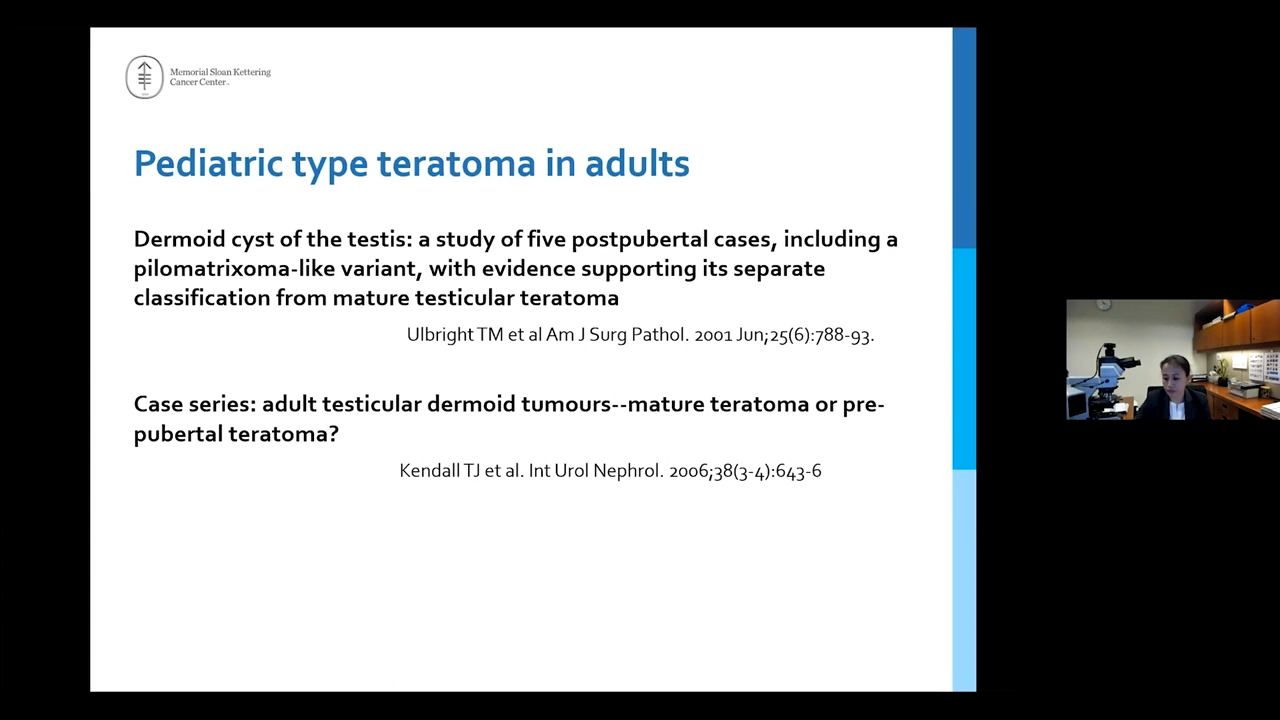 Memorial Sloan Kettering
Cancer Center
Pediatric type teratoma in adults
Dermoid cyst of the testis: a study of five postpubertal cases, including a
pilomatrixoma-like variant, with evidence supporting its separate
classification from mature testicular teratoma
Ulbright TM et al Am J Surg Pathol. 2001 Jun;25(6):788-93.
Case series: adult testicular dermoid tumours--mature teratoma or pre-
pubertal teratoma?
Kendall TJ et al. Int Urol Nephrol. 2006;38(3-4):643-6